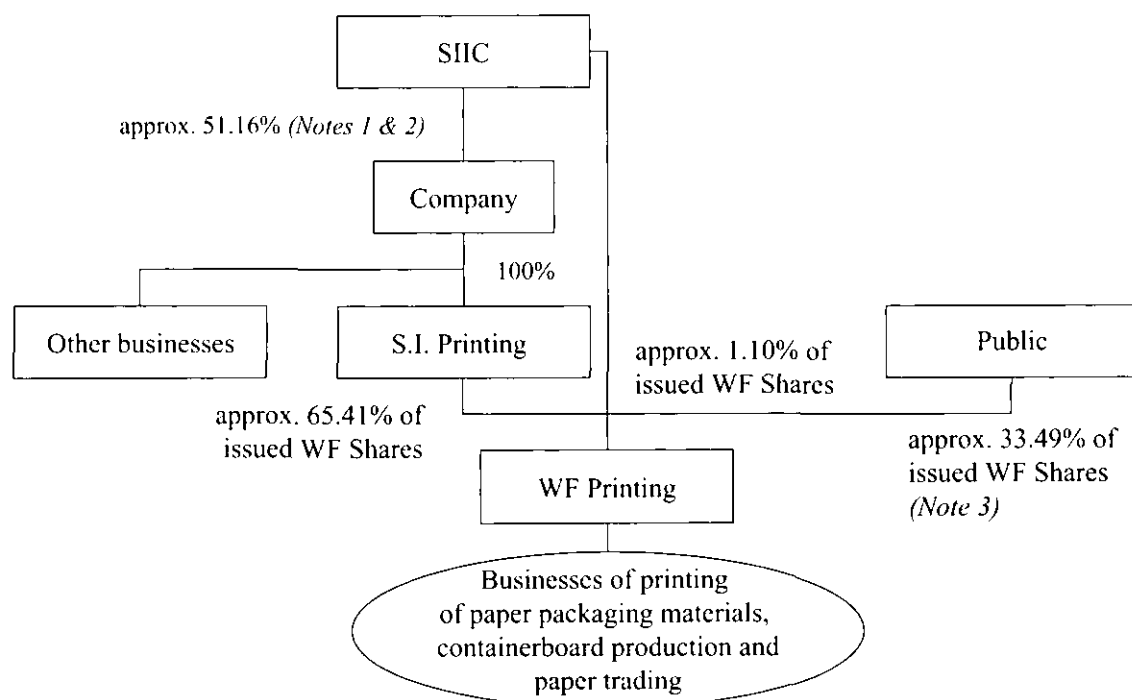 SIIC
approx. 51.16% (Notes 1 & 2)
Company
100%
Other businesses
S.I. Printing
approx. 1.10% of
issued WF Shares
Public
approx. 65.41% of
issued WF Shares
approx. 33.49% of
issued WF Shares
(Note 3)
WF Printing
Businesses of printing
of paper packaging materials,
containerboard production and
paper trading